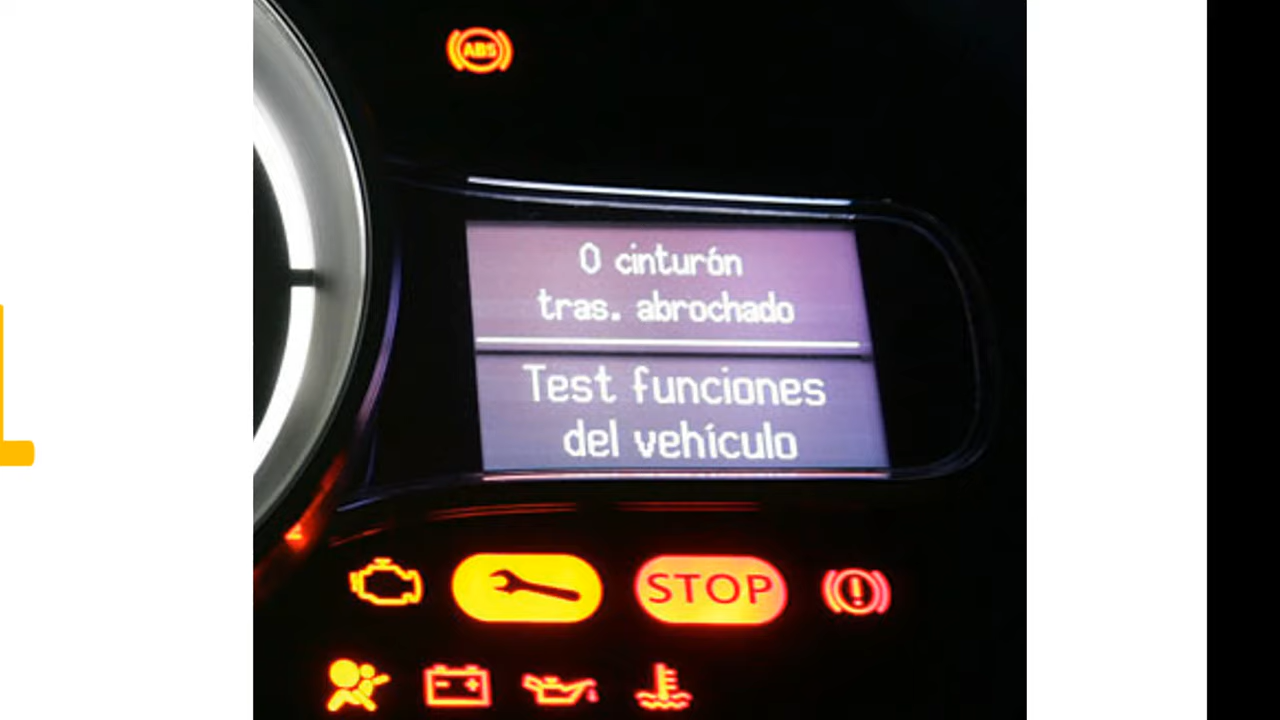 ABS
0 cinturón
tras. abrochado
Test funciones
del vehículo
STOP